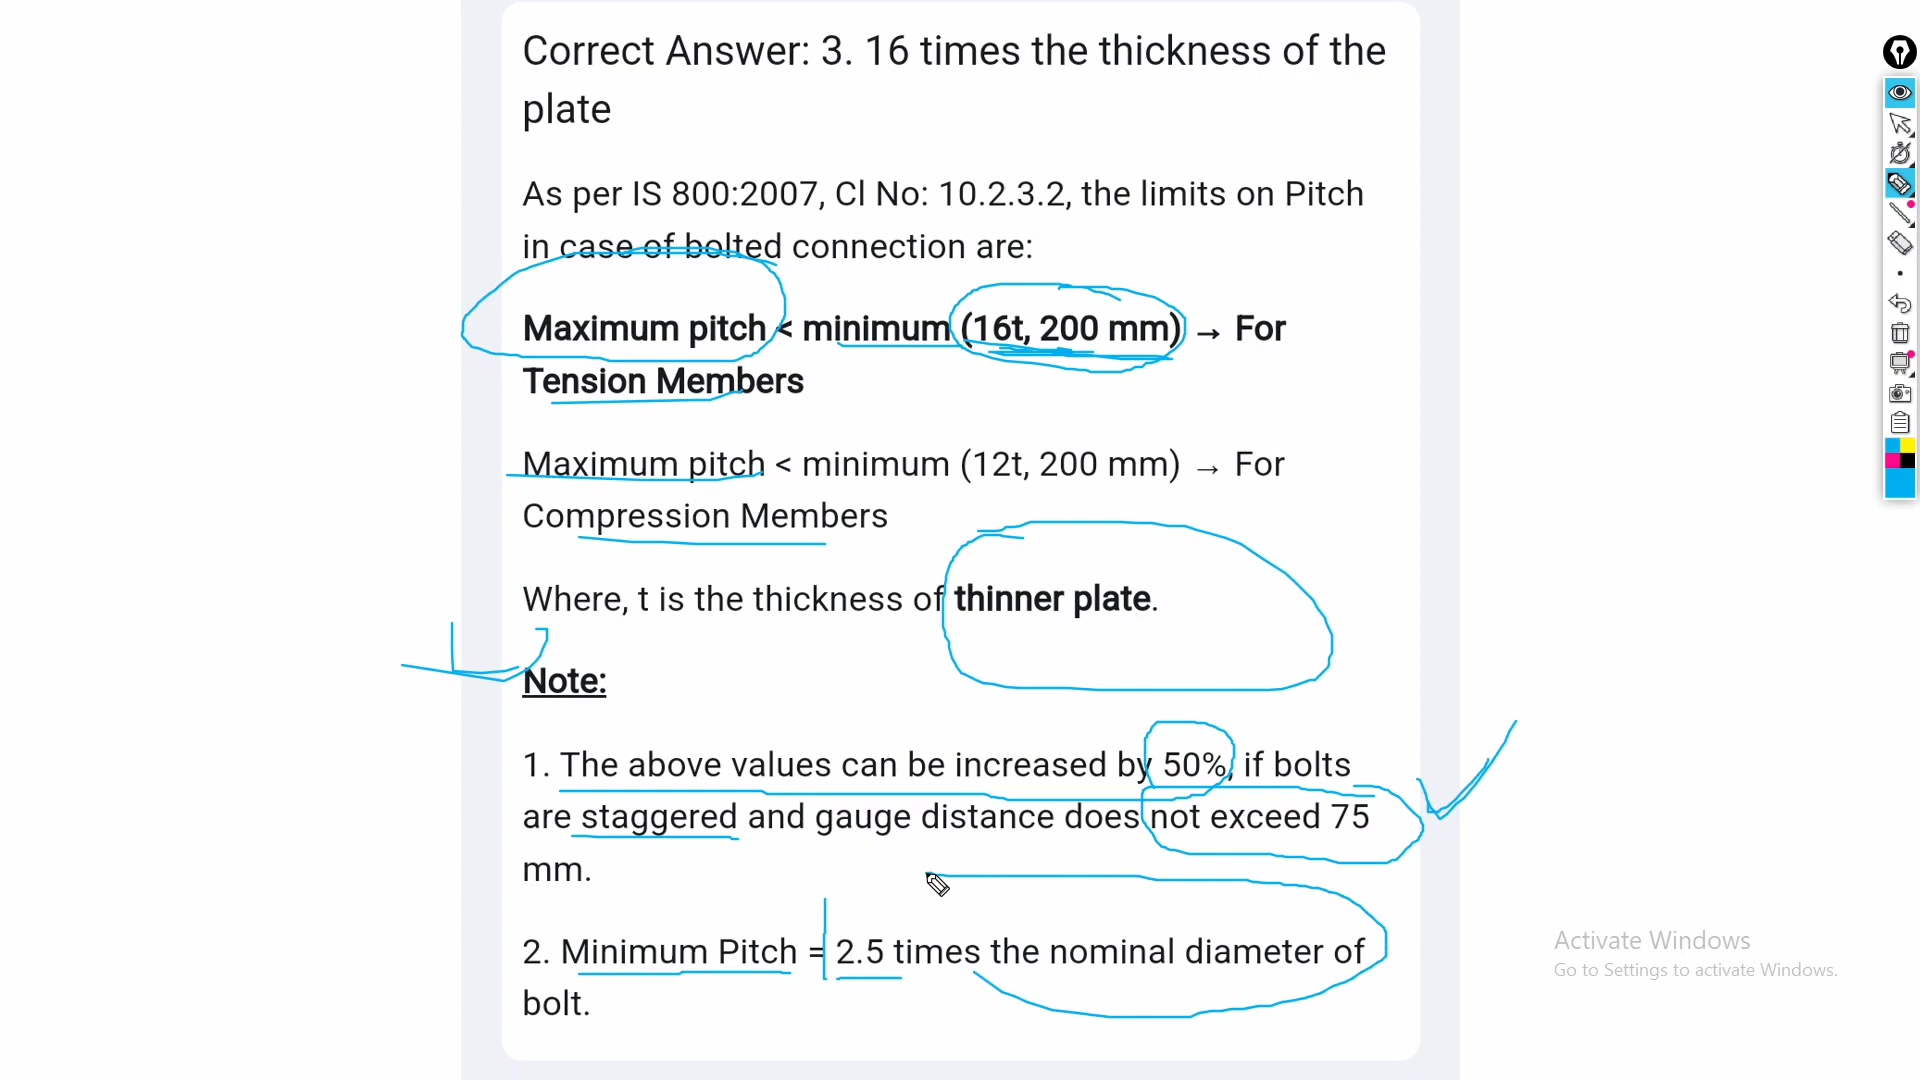 Correct Answer: 3. 16 times the thickness of the
plate
As per IS 800:2007, Cl No: 10.2.3.2, the limits on Pitch
in case of bolted connection are:
Maximum pitch < minimum (16t, 200 mm) → For
Tension Members
Maximum pitch < minimum (12t, 200 mm) → For
Compression Members
Where, t is the thickness of thinner plate.
Note:
1. The above values can be increased by 50%, if bolts
are staggered and gauge distance does not exceed 75
mm.
2. Minimum Pitch = 2.5 times the nominal diameter of
bolt.
Activate Windows
Go to Settings to activate Windows.